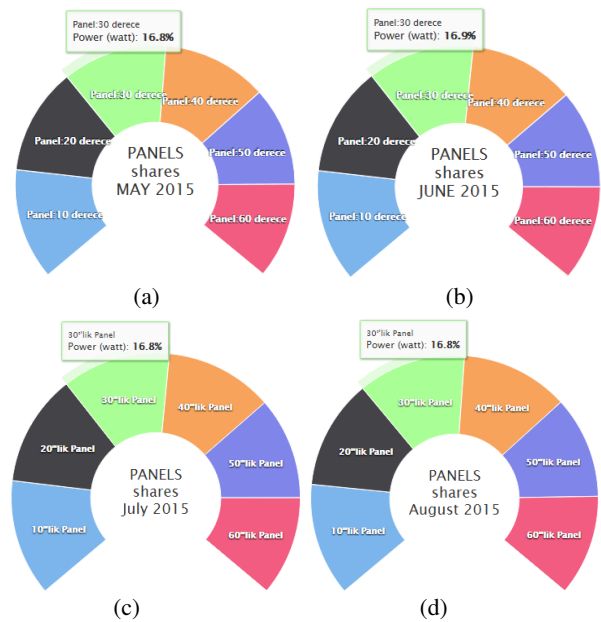 Panel:30 derece
Power (watt): 16.8%
Panel:30 derece
Panel:40 derece
Panel:20 derece
Panel:50 derece
Panel:10 derece
Panel:60 derece
PANELS
shares
MAY 2015
(a)
Panel:30 derece
Power (watt): 16.9%
Panel:30 derece
Panel:40 derece
Panel:20 derece
Panel:50 derece
Panel:10 derece
Panel:60 derece
PANELS
shares
JUNE 2015
(b)
30°'lik Panel
Power (watt): 16.8%
30°'lik Panel
40°'lik Panel
20°'lik Panel
50°'lik Panel
10°'lik Panel
60°'lik Panel
PANELS
shares
July 2015
(c)
30°'lik Panel
Power (watt): 16.8%
30°'lik Panel
40°'lik Panel
20°'lik Panel
50°'lik Panel
10°'lik Panel
60°'lik Panel
PANELS
shares
August 2015
(d)